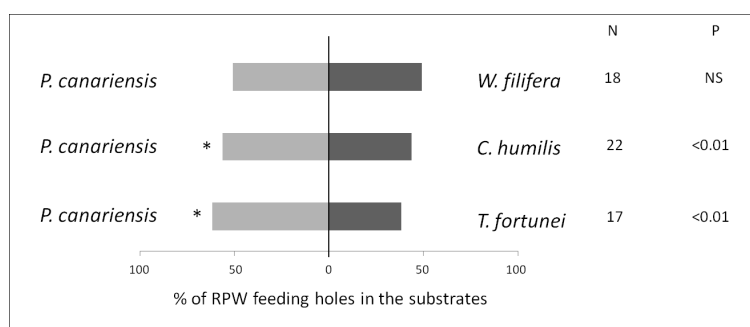 N P
P. canariensis W. filifera 18 NS
P. canariensis * C. humilis 22 <0.01
P. canariensis * T. fortunei 17 <0.01
100 50 0 50 100
% of RPW feeding holes in the substrates